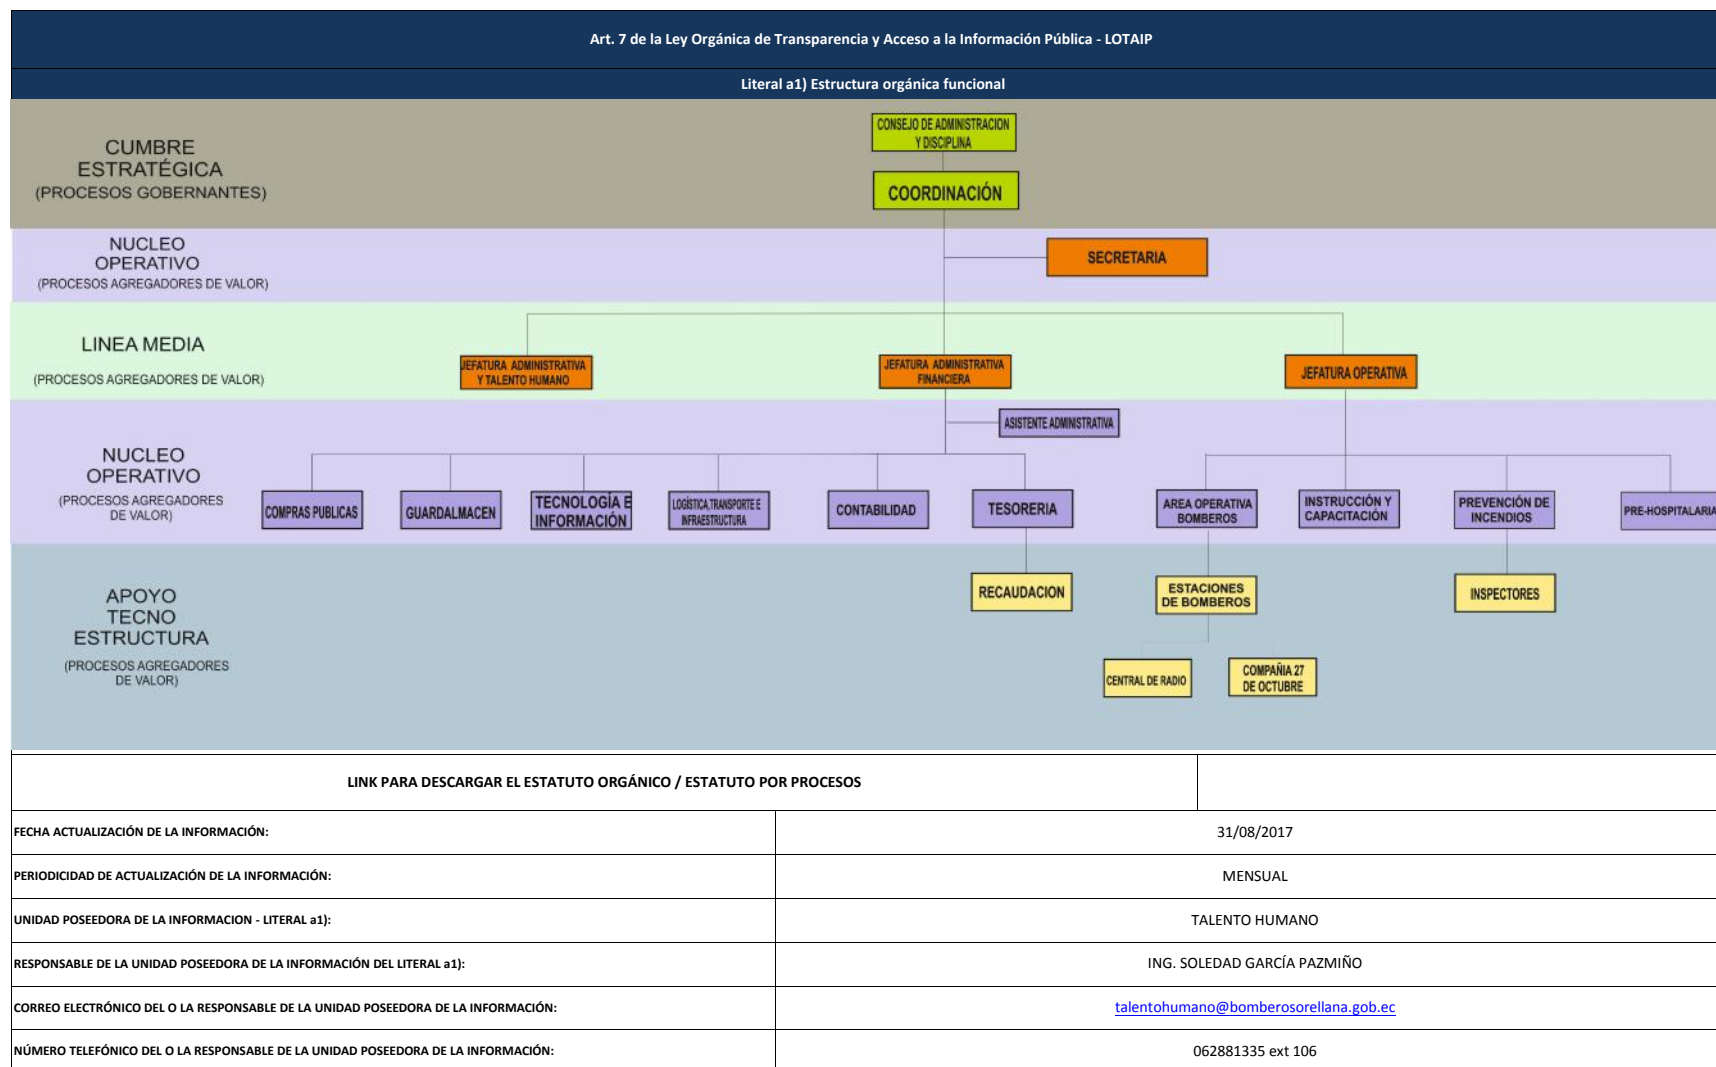 Art. 7 de la Ley Orgánica de Transparencia y Acceso a la Información Pública - LOTAIP
Literal a1) Estructura orgánica funcional
CUMBRE
ESTRATÉGICA
(PROCESOS GOBERNANTES)
CONSEJO DE ADMINISTRACION
Y DISCIPLINA
COORDINACIÓN
NUCLEO
OPERATIVO
(PROCESOS AGREGADORES DE VALOR)
SECRETARIA
LINEA MEDIA
(PROCESOS AGREGADORES DE VALOR)
JEFATURA ADMINISTRATIVA
Y TALENTO HUMANO
JEFATURA ADMINISTRATIVA
FINANCIERA
JEFATURA OPERATIVA
NUCLEO
OPERATIVO
(PROCESOS AGREGADORES
DE VALOR)
ASISTENTE ADMINISTRATIVA
COMPRAS PUBLICAS
GUARDALMACEN
TECNOLOGÍA E
INFORMACIÓN
LOGÍSTICA,TRANSPORTE E
INFRAESTRUCTURA
CONTABILIDAD
TESORERIA
AREA OPERATIVA
BOMBEROS
INSTRUCCIÓN Y
CAPACITACIÓN
PREVENCIÓN DE
INCENDIOS
PRE-HOSPITALARIA
APOYO
TECNO
ESTRUCTURA
(PROCESOS AGREGADORES
DE VALOR)
RECAUDACION
ESTACIONES
DE BOMBEROS
INSPECTORES
CENTRAL DE RADIO
COMPAÑIA 27
DE OCTUBRE
LINK PARA DESCARGAR EL ESTATUTO ORGÁNICO / ESTATUTO POR PROCESOS
FECHA ACTUALIZACIÓN DE LA INFORMACIÓN:
31/08/2017
PERIODICIDAD DE ACTUALIZACIÓN DE LA INFORMACIÓN:
MENSUAL
UNIDAD POSEEDORA DE LA INFORMACION - LITERAL a1):
TALENTO HUMANO
RESPONSABLE DE LA UNIDAD POSEEDORA DE LA INFORMACIÓN DEL LITERAL a1):
ING. SOLEDAD GARCÍA PAZMIÑO
CORREO ELECTRÓNICO DEL O LA RESPONSABLE DE LA UNIDAD POSEEDORA DE LA INFORMACIÓN:
talentohumano@bomberosorellana.gob.ec
NÚMERO TELEFÓNICO DEL O LA RESPONSABLE DE LA UNIDAD POSEEDORA DE LA INFORMACIÓN:
062881335 ext 106